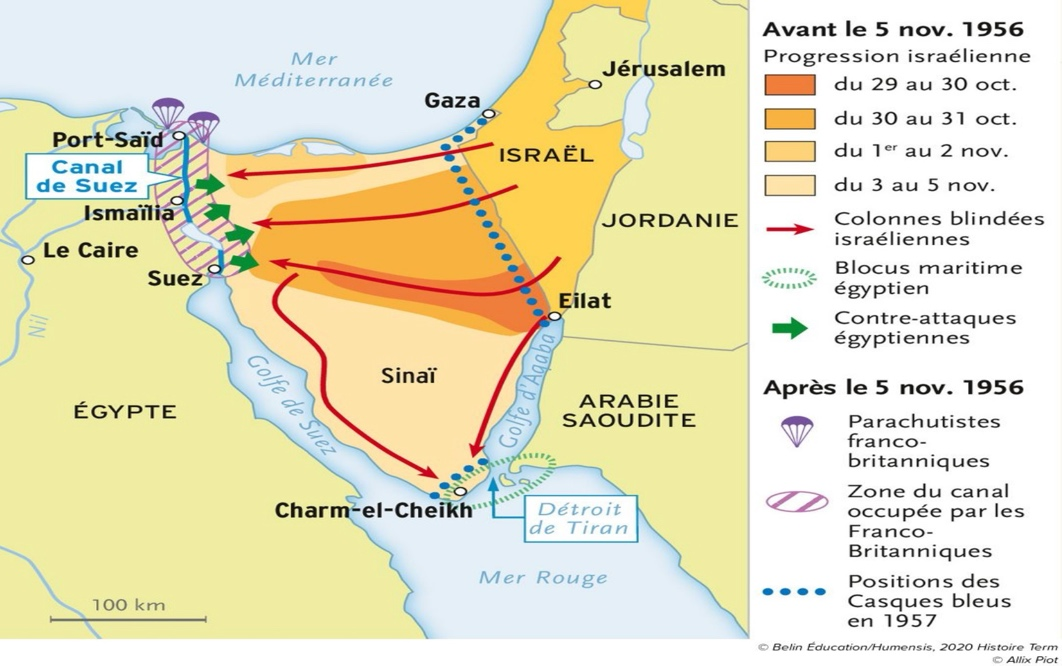 Mer
Méditerranée
Jérusalem
Gaza
Port-Saïd
Canal
de Suez
ISRAËL
Ismaïlia
JORDANIE
Le Caire
Suez
Eilat
Nil
Sinaï
Golfe de Suez
Golfe d'Aqaba
ÉGYPTE
ARABIE
SAOUDITE
Charm-el-Cheikh
Détroit
de Tiran
Mer Rouge
100 km
Avant le 5 nov. 1956
Progression israélienne
du 29 au 30 oct.
du 30 au 31 oct.
du 1er au 2 nov.
du 3 au 5 nov.
Colonnes blindées
israéliennes
Blocus maritime
égyptien
Contre-attaques
égyptiennes
Après le 5 nov. 1956
Parachutistes
franco-
britanniques
Zone du canal
occupée par les
Franco-
Britanniques
Positions des
Casques bleus
en 1957
© Belin Éducation/Humensis, 2020 Histoire Term
© Allix Piot